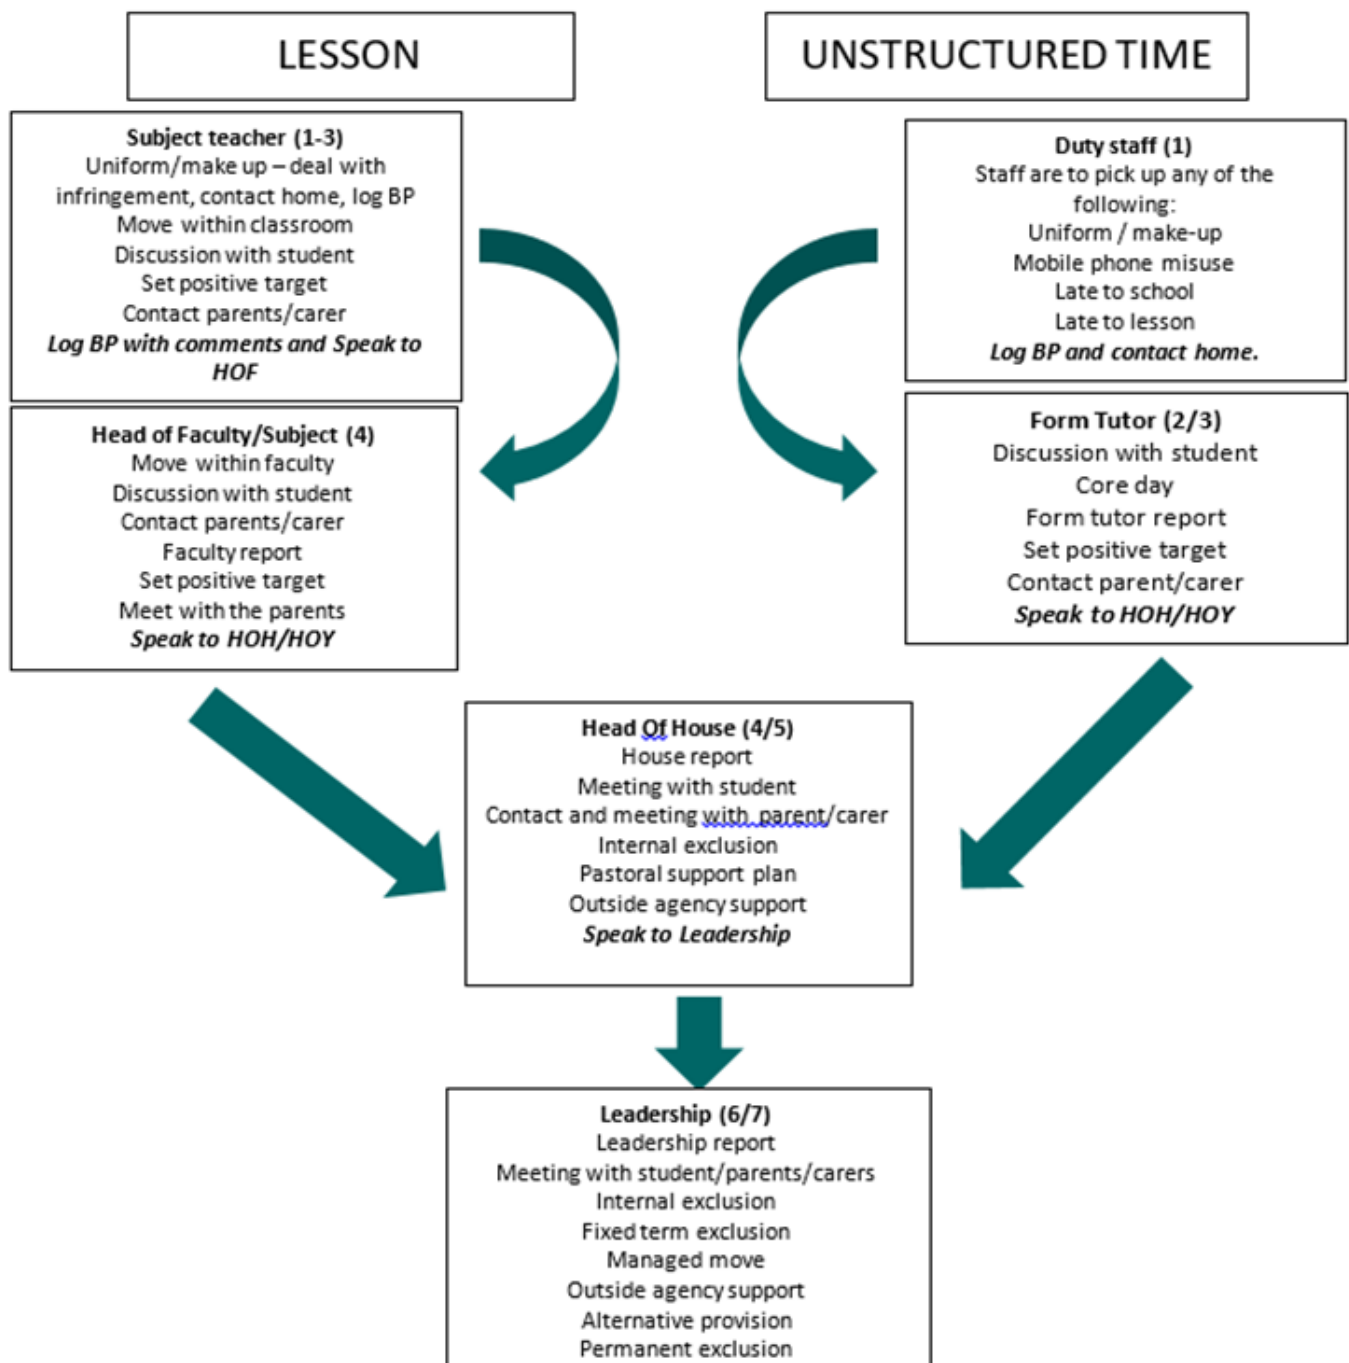 LESSON
UNSTRUCTURED TIME
Subject teacher (1-3)
Uniform/make up – deal with
infringement, contact home, log BP
Move within classroom
Discussion with student
Set positive target
Contact parents/carer
Log BP with comments and Speak to
HOF
Head of Faculty/Subject (4)
Move within faculty
Discussion with student
Contact parents/carer
Faculty report
Set positive target
Meet with the parents
Speak to HOH/HOY
Duty staff (1)
Staff are to pick up any of the
following:
Uniform / make-up
Mobile phone misuse
Late to school
Late to lesson
Log BP and contact home.
Form Tutor (2/3)
Discussion with student
Core day
Form tutor report
Set positive target
Contact parent/carer
Speak to HOH/HOY
Head Of House (4/5)
House report
Meeting with student
Contact and meeting with parent/carer
Internal exclusion
Pastoral support plan
Outside agency support
Speak to Leadership
Leadership (6/7)
Leadership report
Meeting with student/parents/carers
Internal exclusion
Fixed term exclusion
Managed move
Outside agency support
Alternative provision
Permanent exclusion